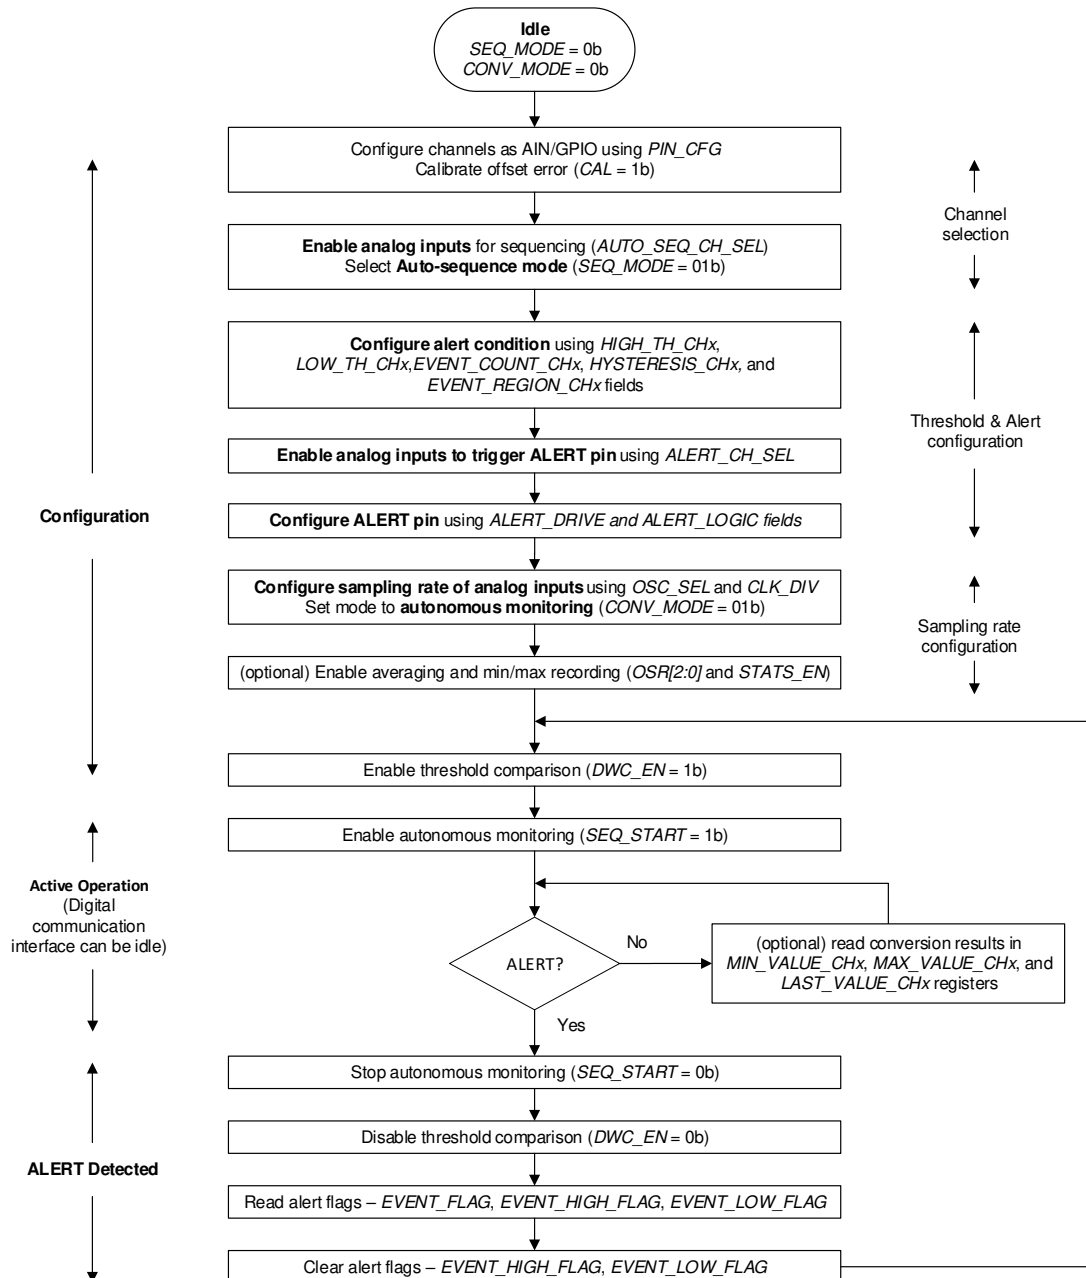 Idle
SEQ_MODE = 0b
CONV_MODE = 0b
Configure channels as AIN/GPIO using PIN_CFG
Calibrate offset error (CAL = 1b)
Channel
selection
Enable analog inputs for sequencing (AUTO_SEQ_CH_SEL)
Select Auto-sequence mode (SEQ_MODE = 01b)
Configure alert condition using HIGH_TH_CHx,
LOW_TH_CHx,EVENT_COUNT_CHx, HYSTERESIS_CHx, and
EVENT_REGION_CHx fields
Threshold & Alert
configuration
Enable analog inputs to trigger ALERT pin using ALERT_CH_SEL
Configuration
Configure ALERT pin using ALERT_DRIVE and ALERT_LOGIC fields
Configure sampling rate of analog inputs using OSC_SEL and CLK_DIV
Set mode to autonomous monitoring (CONV_MODE = 01b)
Sampling rate
configuration
(optional) Enable averaging and min/max recording (OSR[2:0] and STATS_EN)
Enable threshold comparison (DWC_EN = 1b)
Enable autonomous monitoring (SEQ_START = 1b)
Active Operation
(Digital
communication
interface can be idle)
ALERT?
No
(optional) read conversion results in
MIN_VALUE_CHx, MAX_VALUE_CHx, and
LAST_VALUE_CHx registers
Yes
Stop autonomous monitoring (SEQ_START = 0b)
Disable threshold comparison (DWC_EN = 0b)
ALERT Detected
Read alert flags – EVENT_FLAG, EVENT_HIGH_FLAG, EVENT_LOW_FLAG
Clear alert flags – EVENT_HIGH_FLAG, EVENT_LOW_FLAG